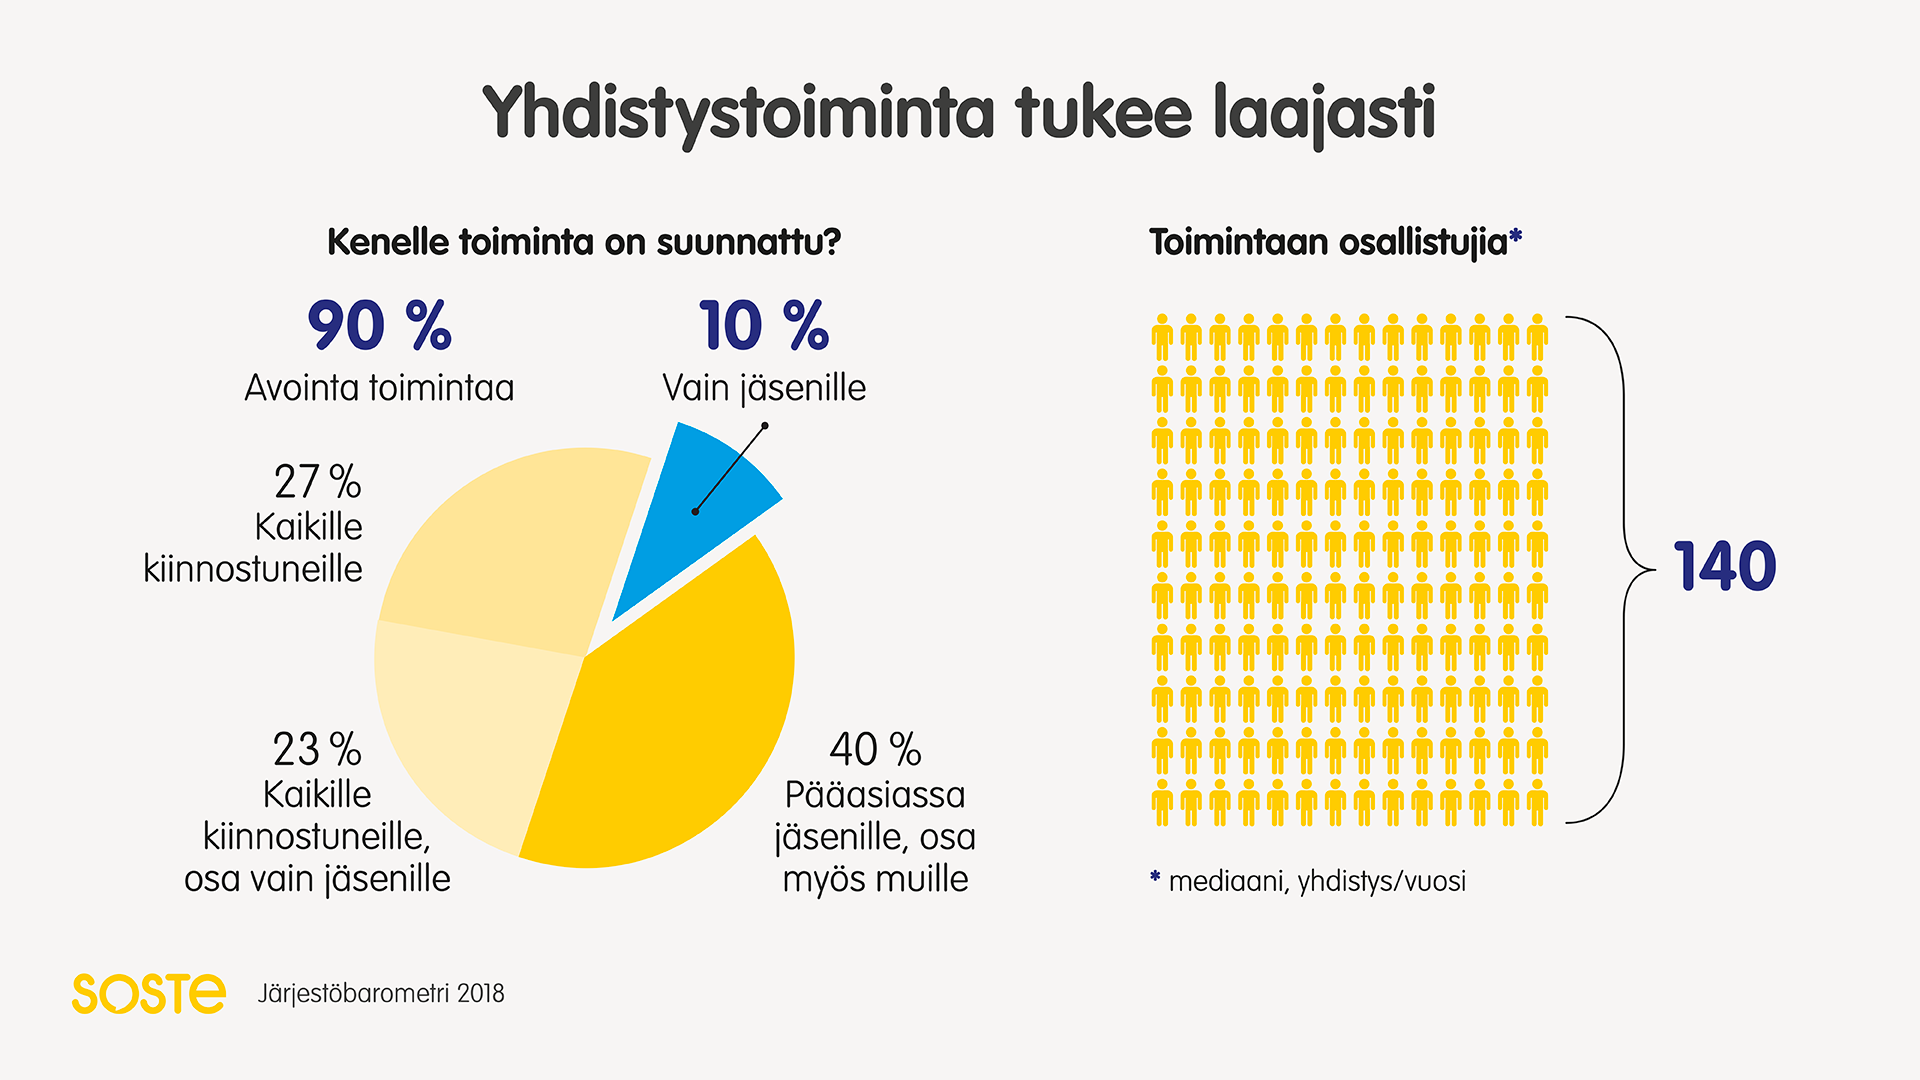 Yhdistystoiminta tukee laajasti
Kenelle toiminta on suunnattu?
90 %
Avointa toimintaa
10 %
Vain jäsenille
27 %
Kaikille
kiinnostuneille
23 %
Kaikille
kiinnostuneille,
osa vain jäsenille
40 %
Pääasiassa
jäsenille, osa
myös muille
Toimintaan osallistujia*
140
* mediaani, yhdistys/vuosi
SOSTE
Järjestöbarometri 2018